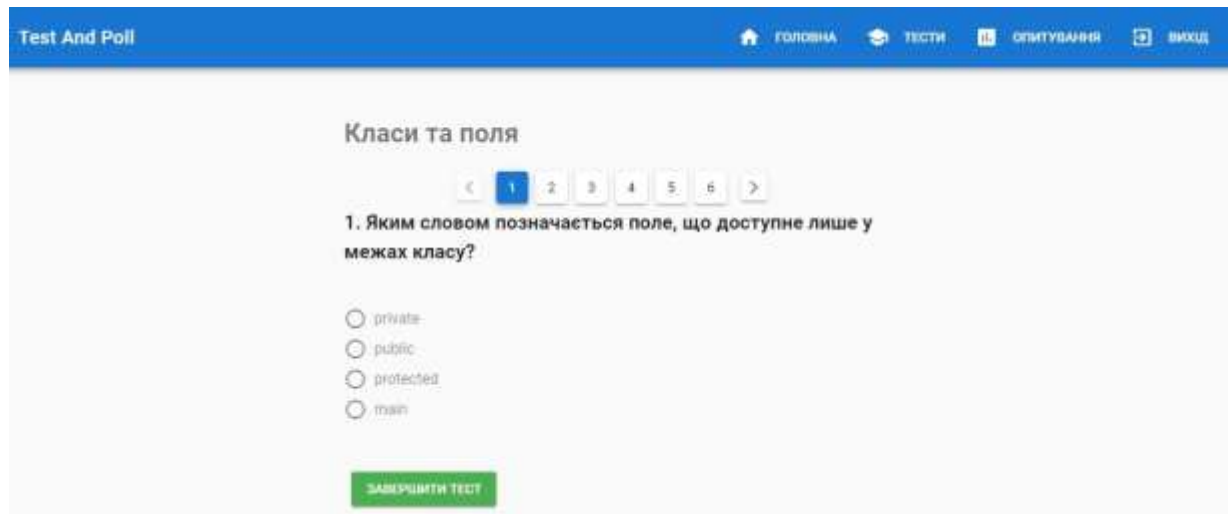 Test And Poll
ГОЛОВНА
ТЕСТИ
ОПИТУВАННЯ
ВИХІД
Класи та поля
< 1 2 3 4 5 6 >
1. Яким словом позначається поле, що доступне лише у
межах класу?
private
public
protected
main
ЗАВЕРШИТИ ТЕСТ